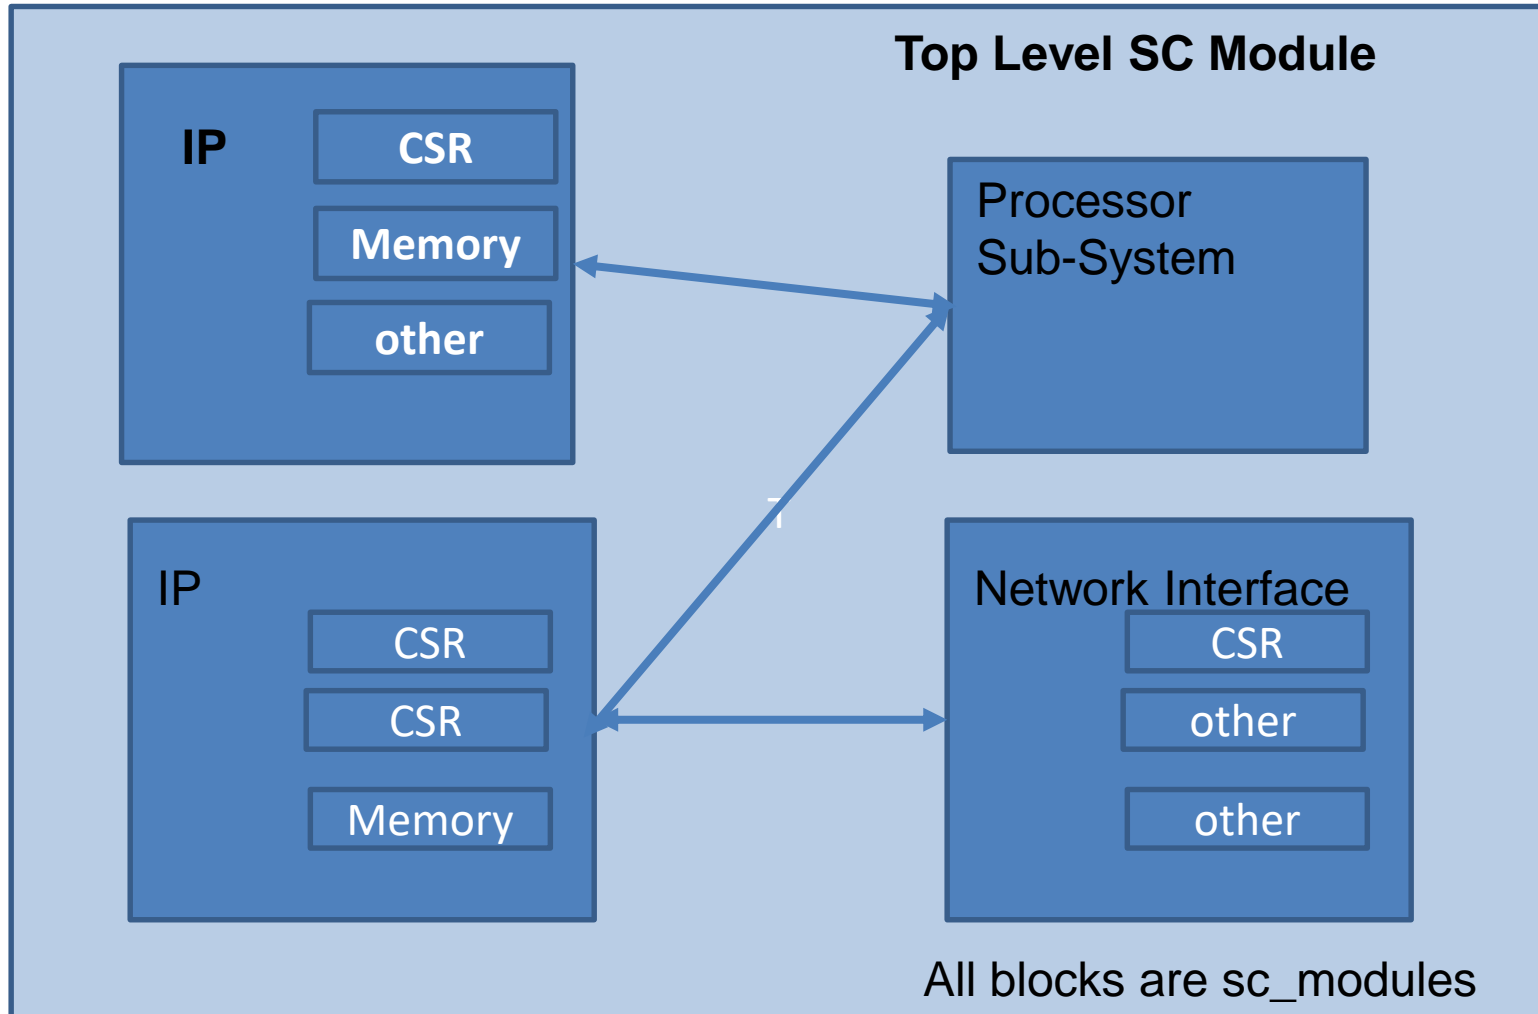 Top Level SC Module
IP
CSR
Memory
other
Processor
Sub-System
T
IP
CSR
CSR
Memory
Network Interface
CSR
other
other
All blocks are sc_modules